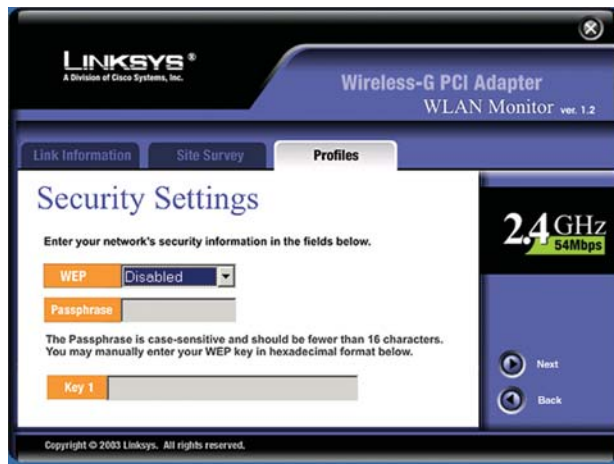 LINKSYS®
A Division of Cisco Systems, Inc.
Wireless-G PCI Adapter
WLAN Monitor ver. 1.2
Link Information Site Survey Profiles
Security Settings
Enter your network's security information in the fields below.
WEP Disabled
Passphrase
The Passphrase is case-sensitive and should be fewer than 16 characters.
You may manually enter your WEP key in hexadecimal format below.
Key 1
2.4 GHz
54Mbps
Next
Back
Copyright © 2003 Linksys. All rights reserved.